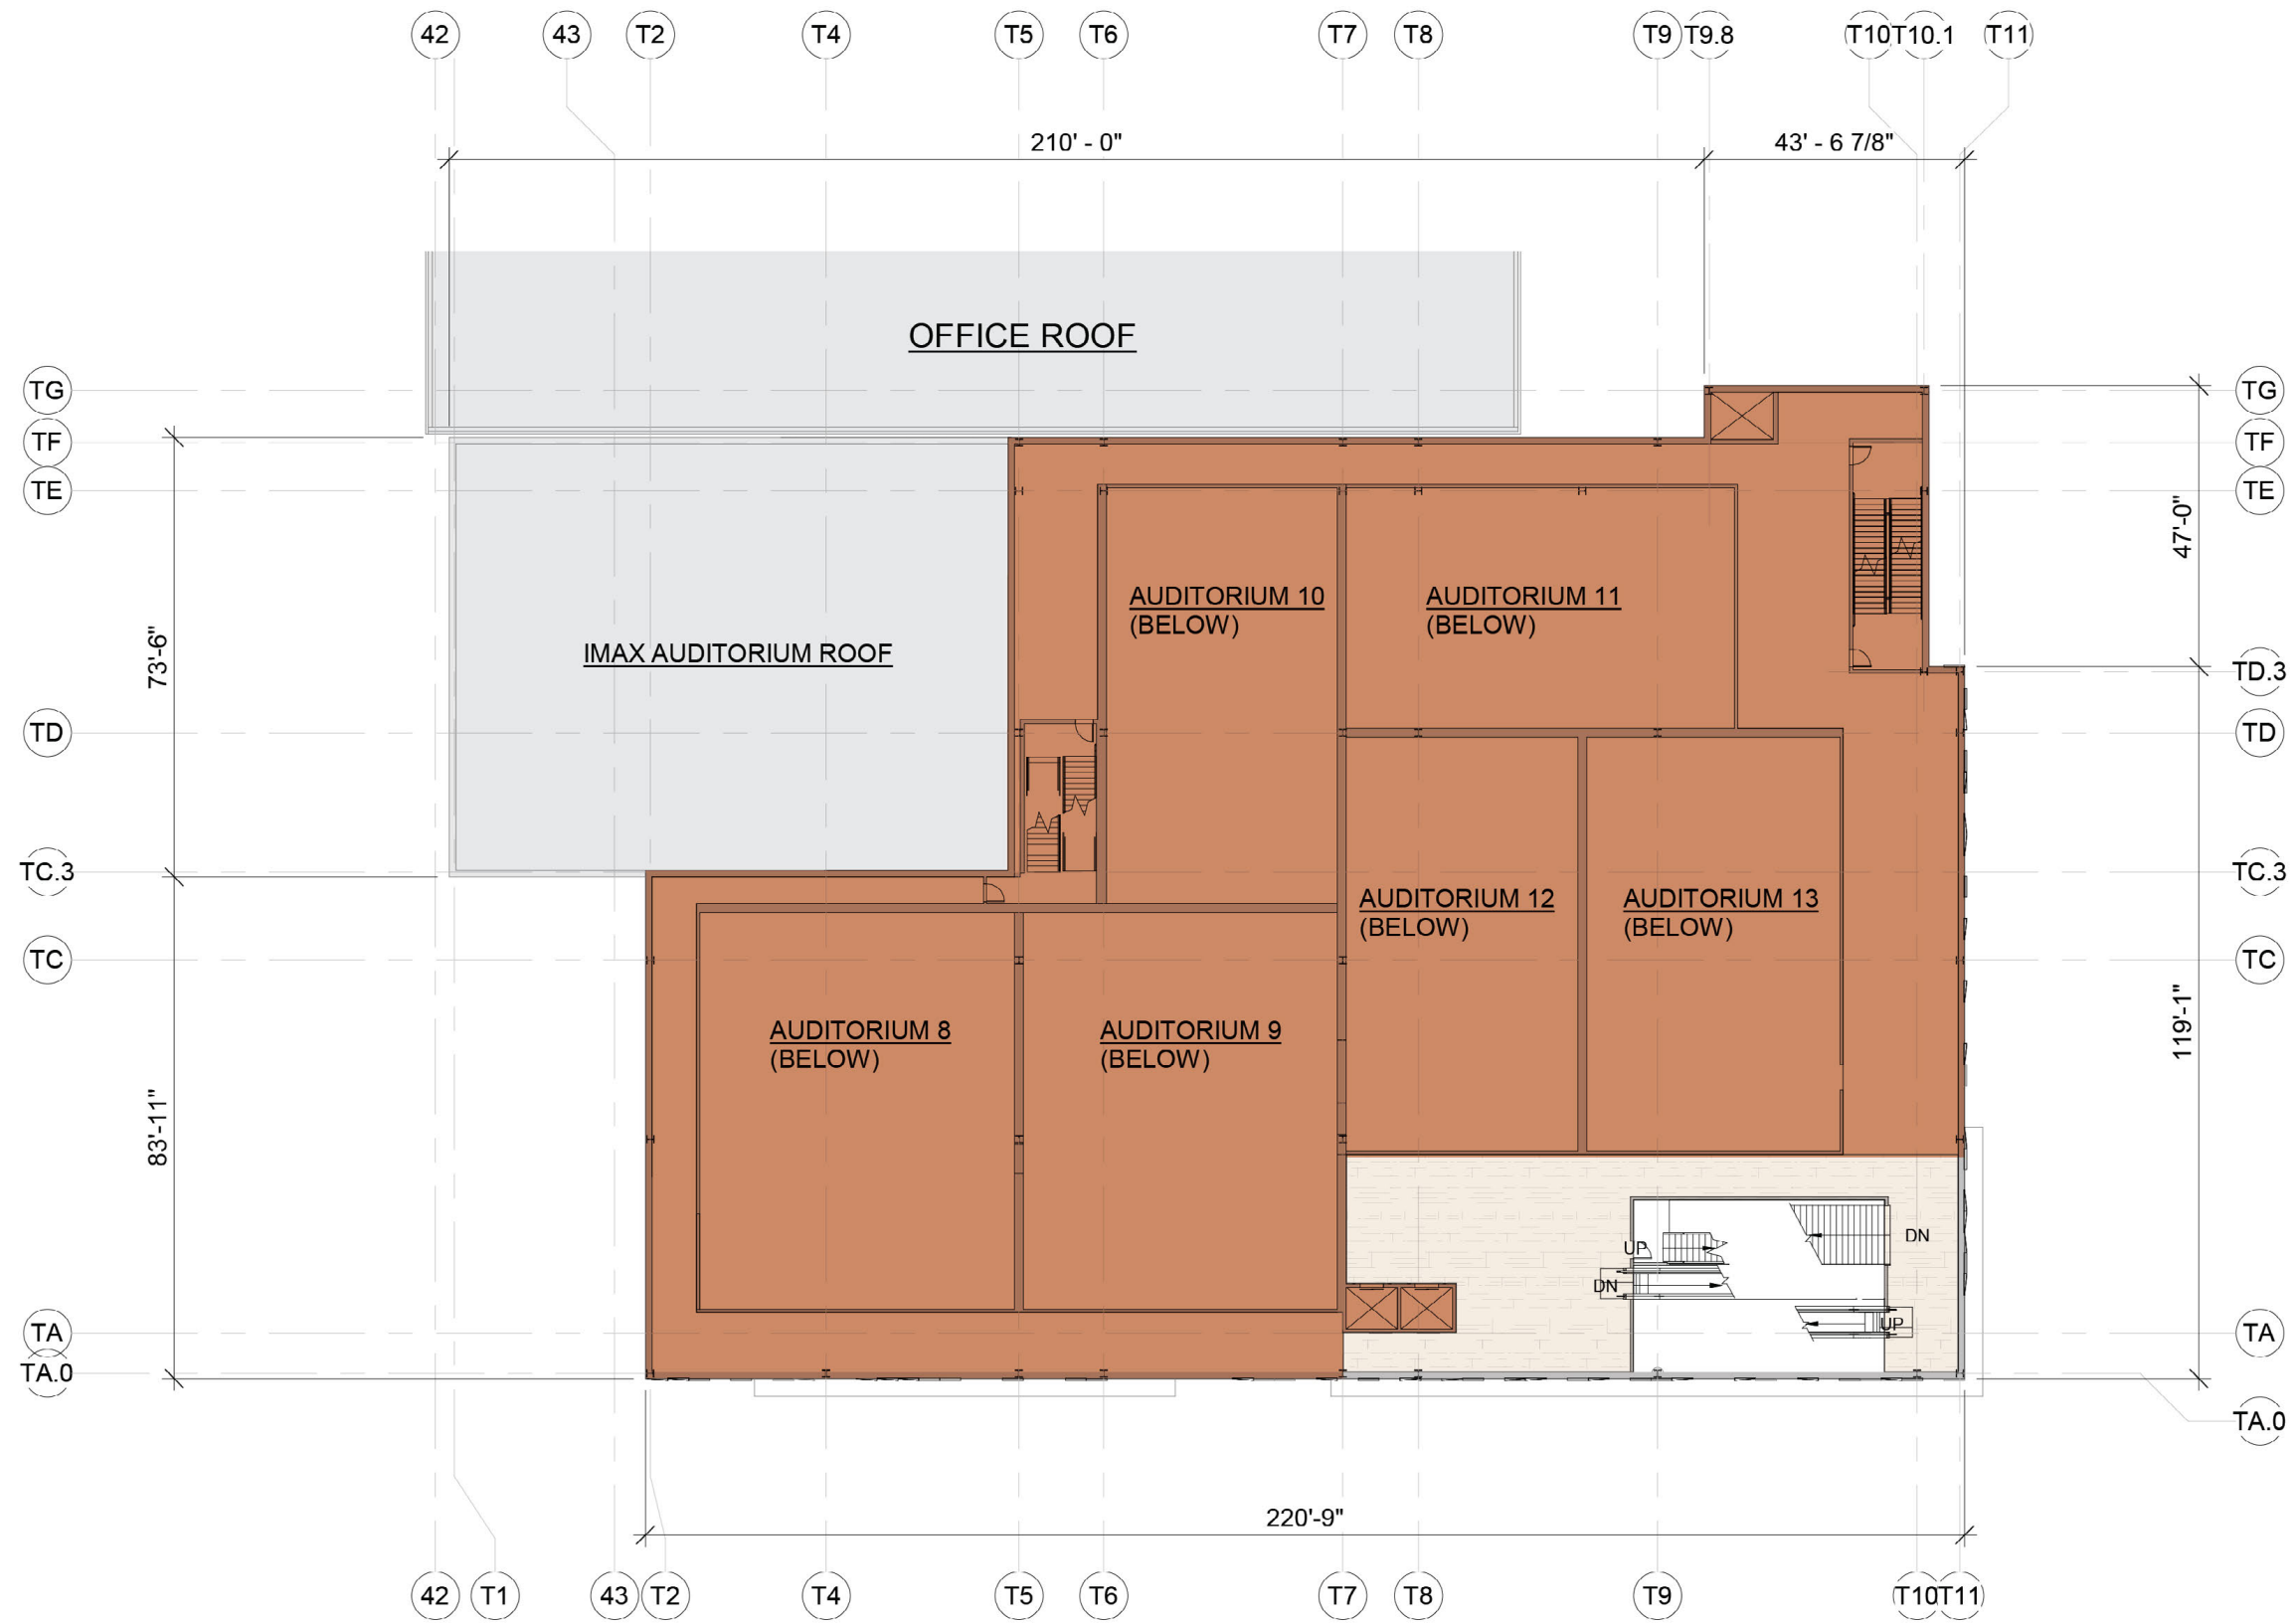 42 43 T2 T4 T5 T6 T7 T8 T9 T9.8 T10 T10.1 T11
210' - 0" 43' - 6 7/8"
OFFICE ROOF
TG TG
TF TF
TE TE
47'-0"
AUDITORIUM 10 AUDITORIUM 11
(BELOW) (BELOW)
IMAX AUDITORIUM ROOF
73'-6"
TD.3
TD TD
TC.3 TC.3
AUDITORIUM 12 AUDITORIUM 13
(BELOW) (BELOW)
TC TC
AUDITORIUM 8 AUDITORIUM 9
(BELOW) (BELOW)
119'-1"
83'-11"
DN
UP
DN
UP
TA TA
TA.0
TA.0
220'-9"
42 T1 43 T2 T4 T5 T6 T7 T8 T9 T10 T11